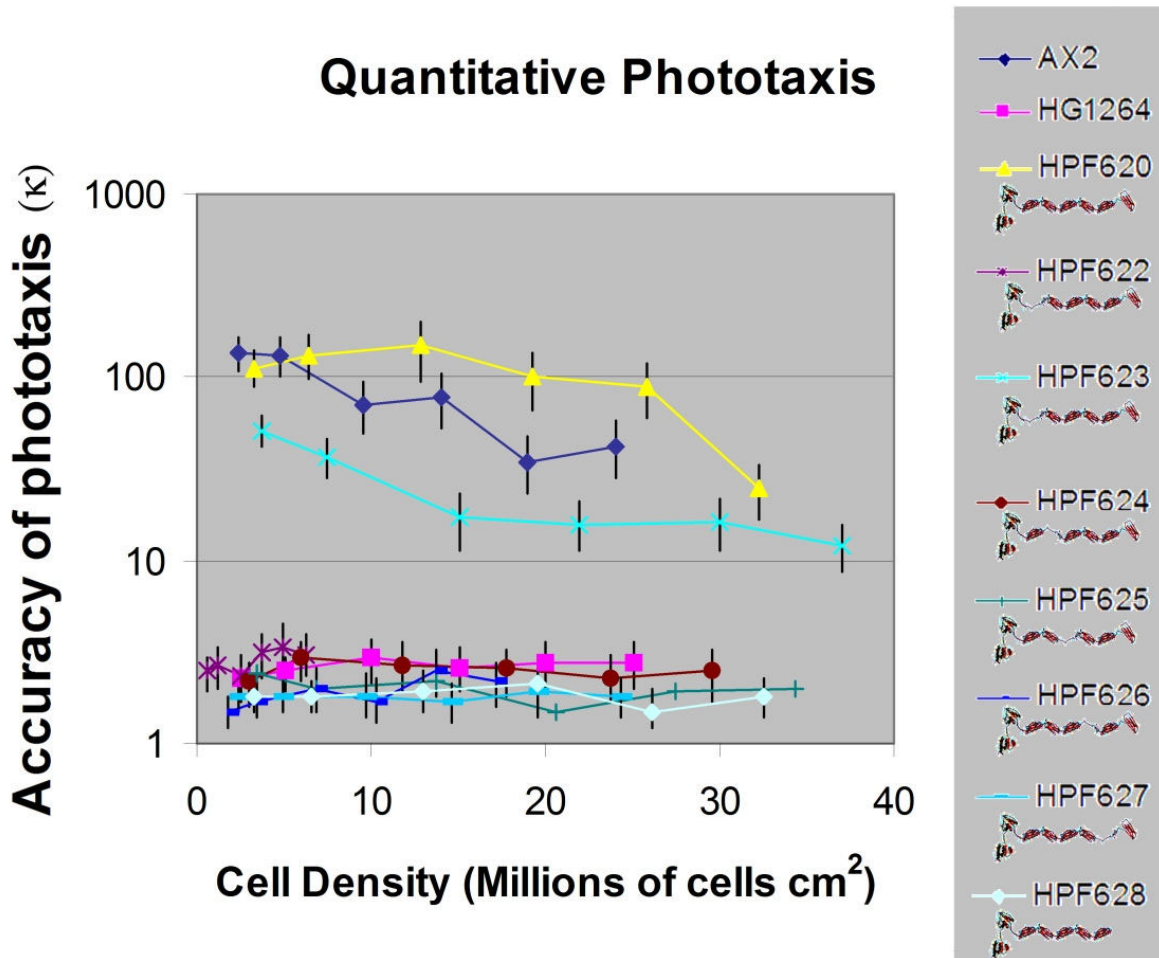 Quantitative Phototaxis
Accuracy of phototaxis (κ)
1000
100
10
1
0 10 20 30 40
Cell Density (Millions of cells cm²)
AX2
HG1264
HPF620
HPF622
HPF623
HPF624
HPF625
HPF626
HPF627
HPF628